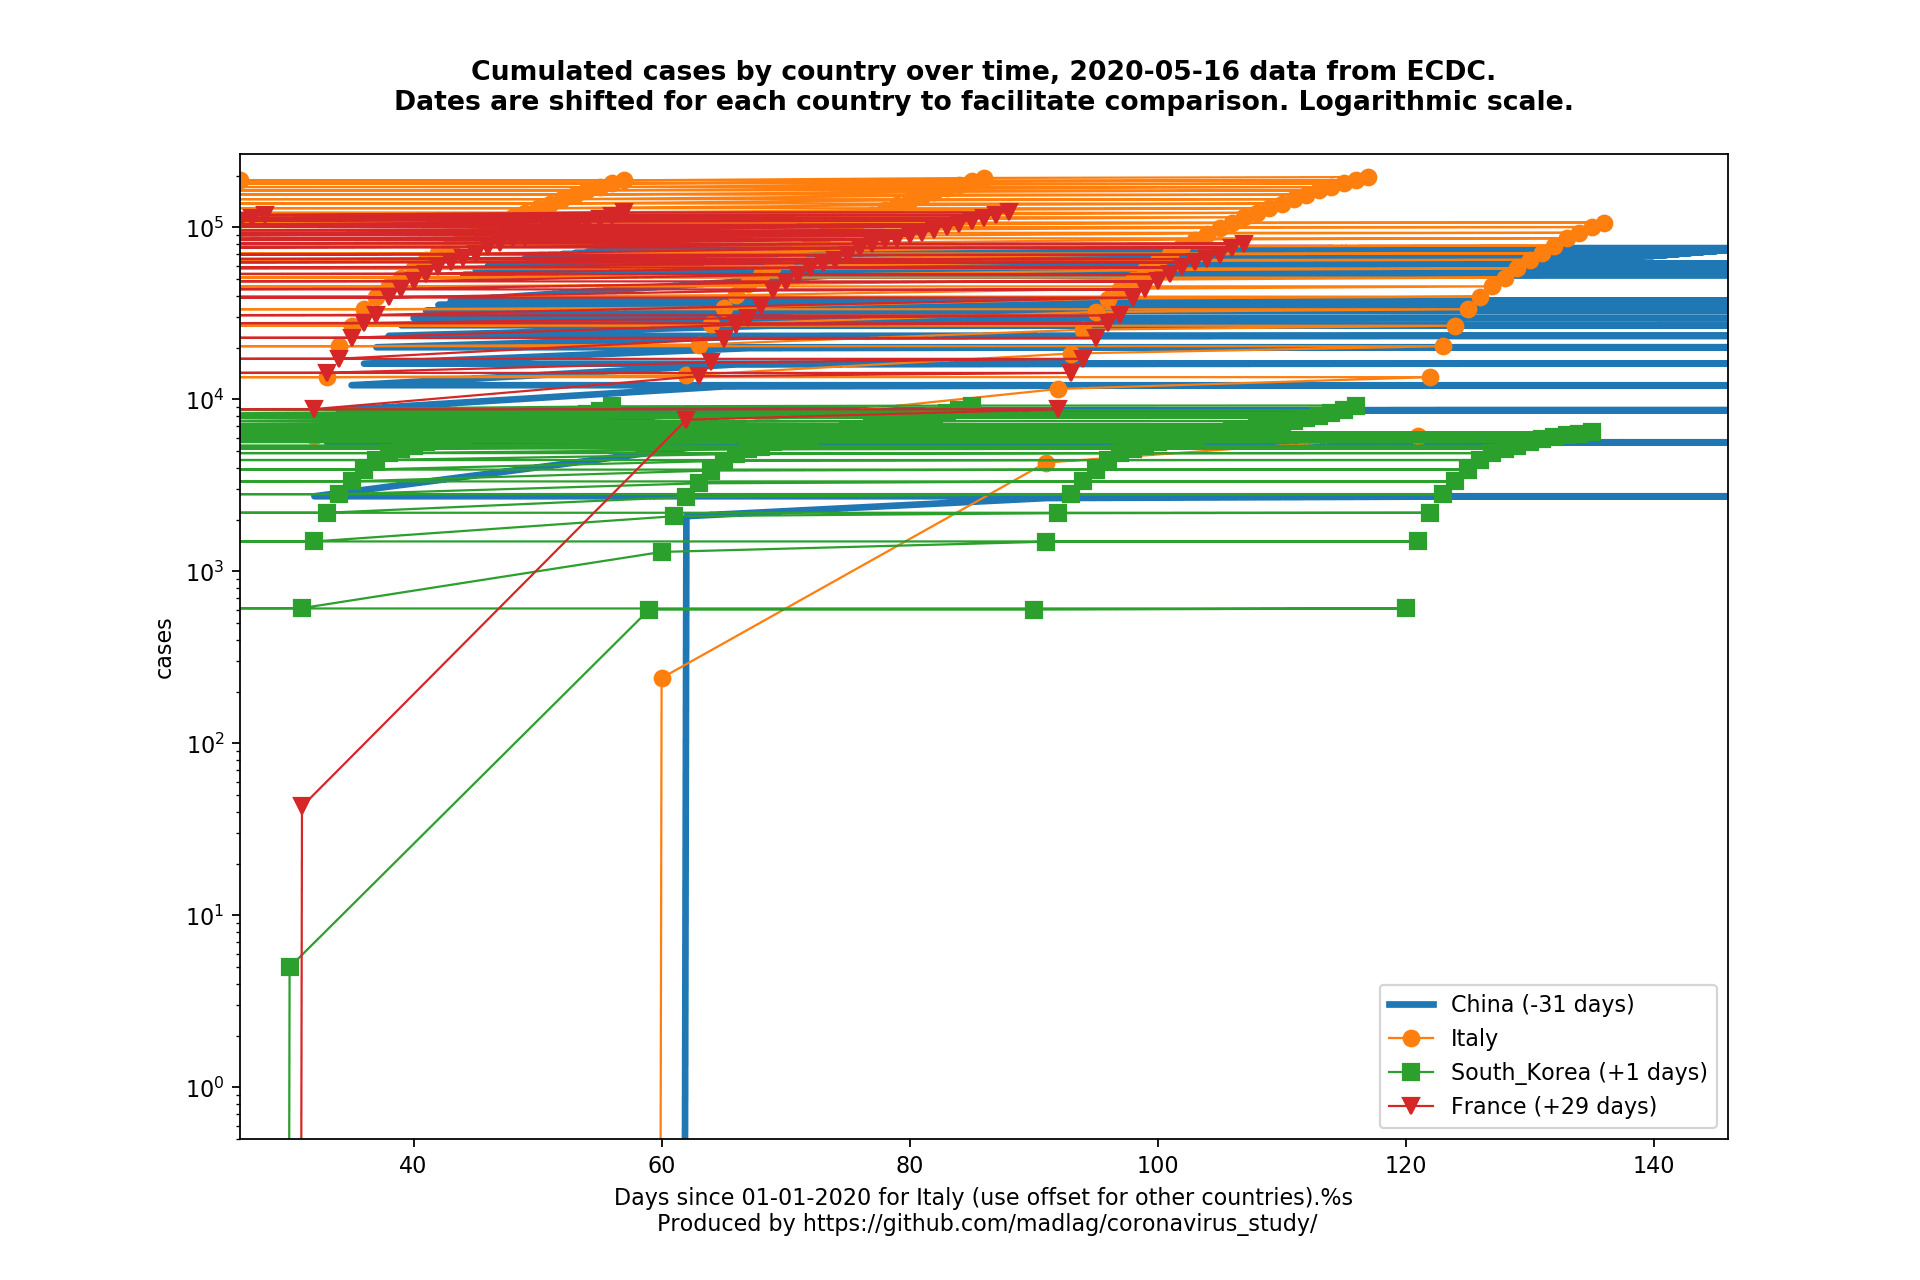 Cumulated cases by country over time, 2020-05-16 data from ECDC.
Dates are shifted for each country to facilitate comparison. Logarithmic scale.
cases
10^5
10^4
10^3
10^2
10^1
10^0
China (-31 days)
Italy
South_Korea (+1 days)
France (+29 days)
40 60 80 100 120 140
Days since 01-01-2020 for Italy (use offset for other countries).%s
Produced by https://github.com/madlag/coronavirus_study/